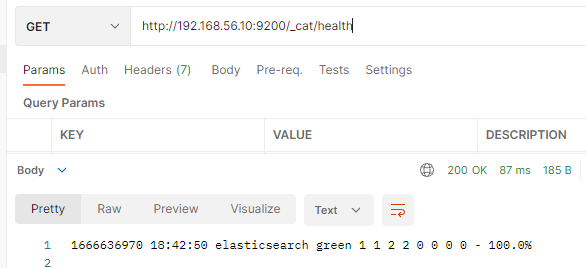 GET http://192.168.56.10:9200/_cat/health
Params Auth Headers (7) Body Pre-req. Tests Settings
Query Params
KEY VALUE DESCRIPTION
Body 200 OK 87 ms 185 B
Pretty Raw Preview Visualize Text
1 1666636970 18:42:50 elasticsearch green 1 1 2 2 0 0 0 0 - 100.0%
2